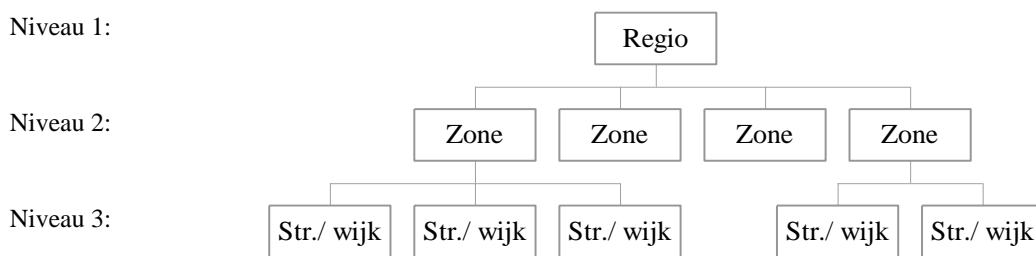 Niveau 1:
Regio
Niveau 2:
Zone
Zone
Zone
Zone
Niveau 3:
Str./ wijk
Str./ wijk
Str./ wijk
Str./ wijk
Str./ wijk